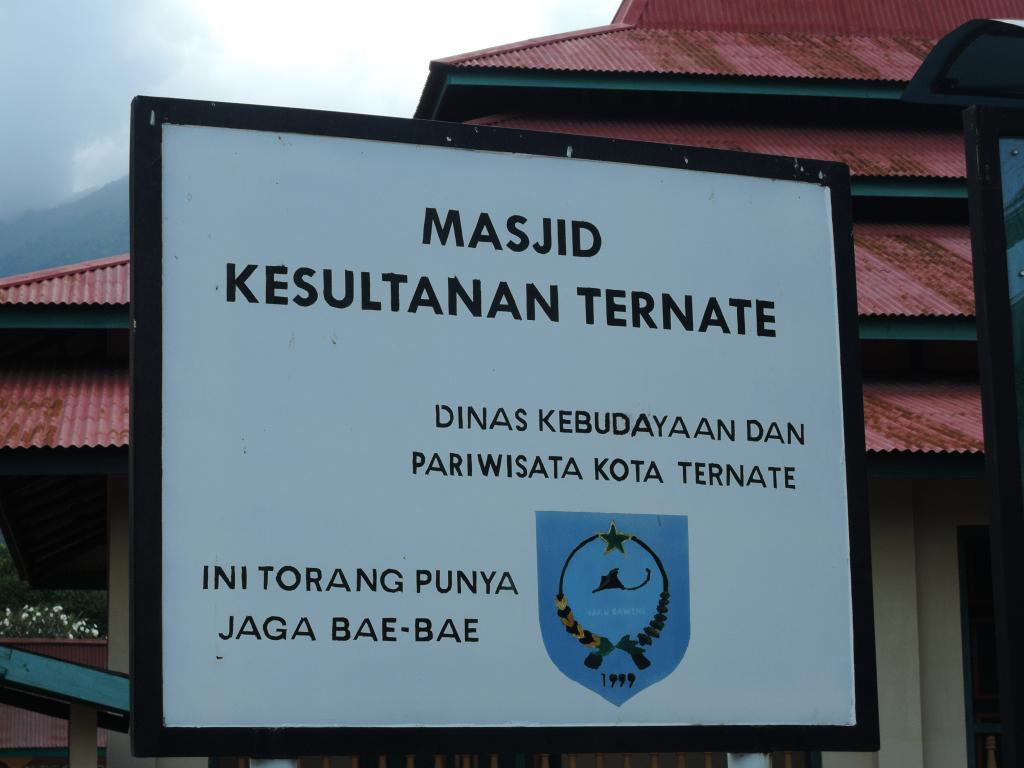 MASJID
KESULTANAN TERNATE
DINAS KEBUDAYAAN DAN
PARIWISATA KOTA TERNATE
INI TORANG PUNYA
JAGA BAE-BAE
1999